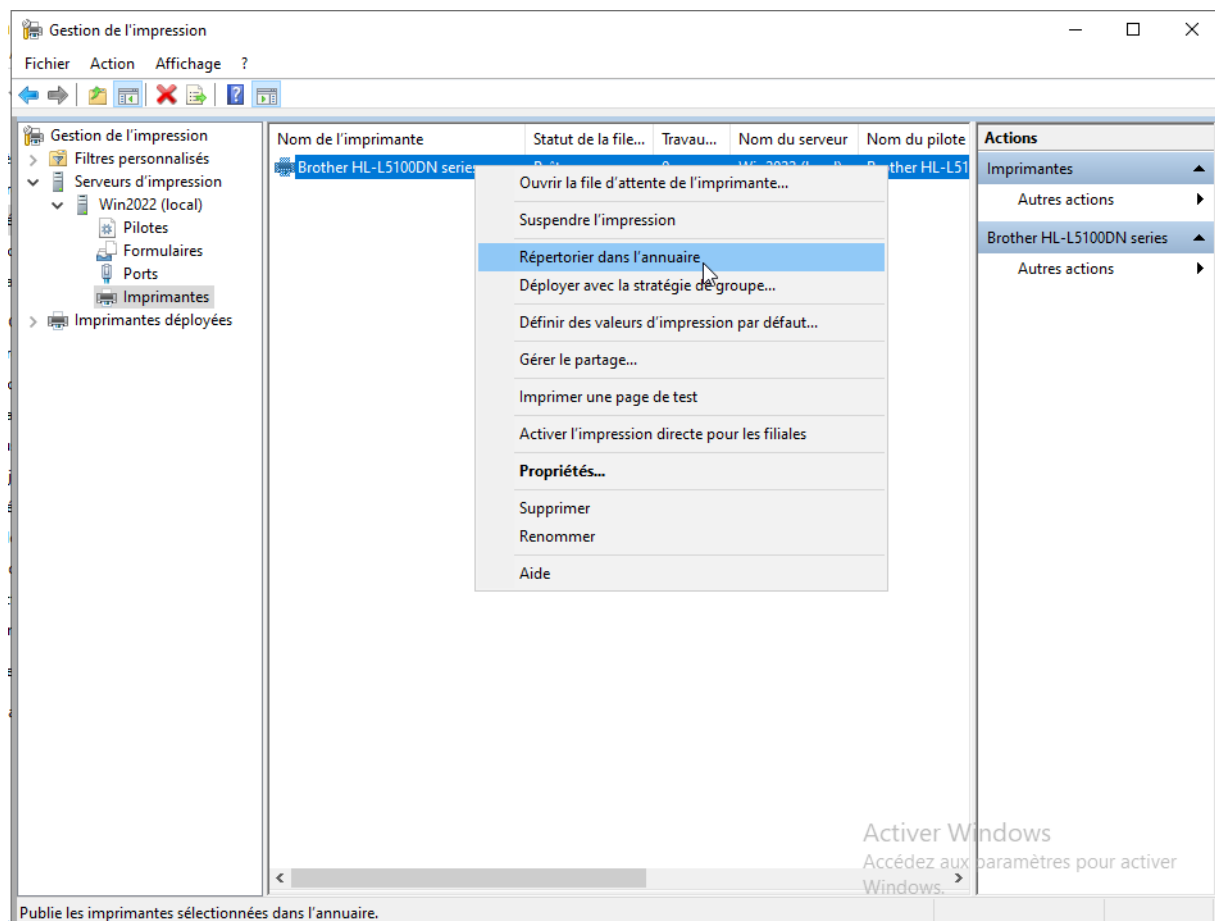 Gestion de l'impression
Fichier Action Affichage ?
Gestion de l'impression
Filtres personnalisés
Serveurs d'impression
Win2022 (local)
Pilotes
Formulaires
Ports
Imprimantes
Imprimantes déployées
Nom de l'imprimante Statut de la file... Travau... Nom du serveur Nom du pilote
Brother HL-L5100DN series
Ouvrir la file d'attente de l'imprimante...
Suspendre l'impression
Répertorier dans l'annuaire
Déployer avec la stratégie de groupe...
Définir des valeurs d'impression par défaut...
Gérer le partage...
Imprimer une page de test
Activer l'impression directe pour les filiales
Propriétés...
Supprimer
Renommer
Aide
Actions
Imprimantes
Autres actions
Brother HL-L5100DN series
Autres actions
Activer Windows
Accédez aux paramètres pour activer
Windows.
Publie les imprimantes sélectionnées dans l'annuaire.